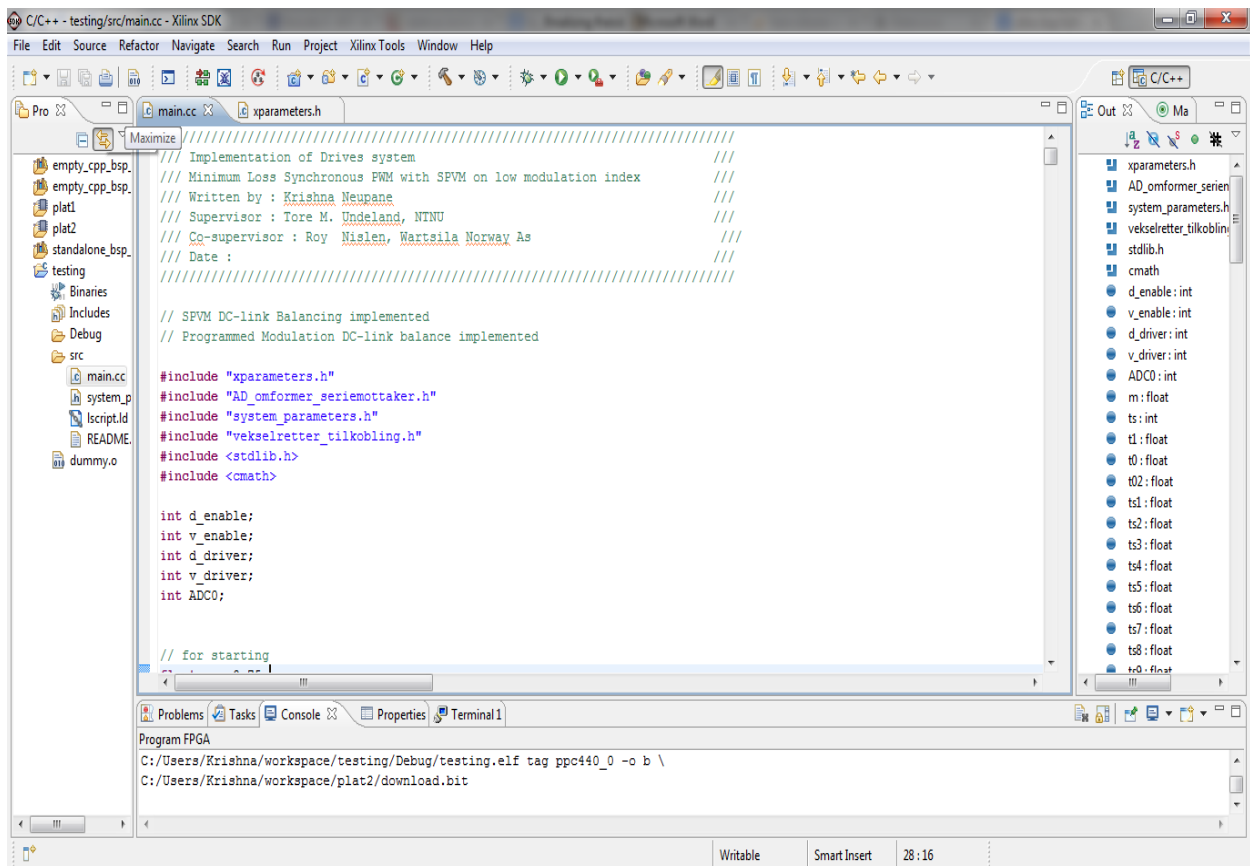 C/C++ - testing/src/main.cc - Xilinx SDK
File Edit Source Refactor Navigate Search Run Project Xilinx Tools Window Help
C/C++
Pro
main.cc
xparameters.h
Out
Ma
Maximize
empty_cpp_bsp_
empty_cpp_bsp_
plat1
plat2
standalone_bsp_
testing
Binaries
Includes
Debug
src
main.cc
system_p
lscript.ld
README.
dummy.o
///////////////////////////////////////////////////////////////////////////////
/// Implementation of Drives system ///
/// Minimum Loss Synchronous PWM with SPVM on low modulation index ///
/// Written by : Krishna Neupane ///
/// Supervisor : Tore M. Undeland, NTNU ///
/// Co-supervisor : Roy Nislen, Wartsila Norway As ///
/// Date : ///
///////////////////////////////////////////////////////////////////////////////
// SPVM DC-link Balancing implemented
// Programmed Modulation DC-link balance implemented
#include "xparameters.h"
#include "AD_omformer_seriemottaker.h"
#include "system_parameters.h"
#include "vekselretter_tilkobling.h"
#include <stdlib.h>
#include <cmath>
int d_enable;
int v_enable;
int d_driver;
int v_driver;
int ADC0;
// for starting
xparameters.h
AD_omformer_serien
system_parameters.h
vekselretter_tilkobling
stdlib.h
cmath
d_enable : int
v_enable : int
d_driver : int
v_driver : int
ADC0 : int
m : float
ts : int
t1 : float
t0 : float
t02 : float
ts1 : float
ts2 : float
ts3 : float
ts4 : float
ts5 : float
ts6 : float
ts7 : float
ts8 : float
ts9 : float
Problems Tasks Console Properties Terminal 1
Program FPGA
C:/Users/Krishna/workspace/testing/Debug/testing.elf tag ppc440_0 -o b \
C:/Users/Krishna/workspace/plat2/download.bit
Writable Smart Insert 28 : 16